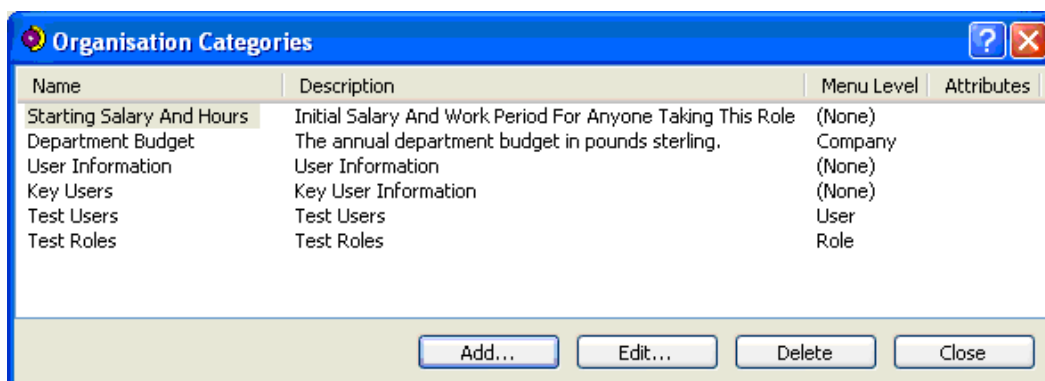 Organisation Categories
Name Description Menu Level Attributes
Starting Salary And Hours Initial Salary And Work Period For Anyone Taking This Role (None)
Department Budget The annual department budget in pounds sterling. Company
User Information User Information (None)
Key Users Key User Information (None)
Test Users Test Users User
Test Roles Test Roles Role
Add... Edit... Delete Close